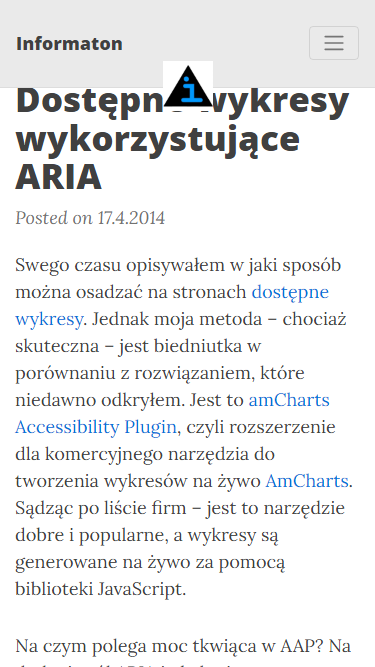 Informaton
Dostępne wykresy
wykorzystujące
ARIA
Posted on 17.4.2014
Swego czasu opisywałem w jaki sposób
można osadzać na stronach dostępne
wykresy. Jednak moja metoda – chociaż
skuteczna – jest biedniutka w
porównaniu z rozwiązaniem, które
niedawno odkryłem. Jest to amCharts
Accessibility Plugin, czyli rozszerzenie
dla komercyjnego narzędzia do
tworzenia wykresów na żywo AmCharts.
Sądząc po liście firm – jest to narzędzie
dobre i popularne, a wykresy są
generowane na żywo za pomocą
biblioteki JavaScript.
Na czym polega moc tkwiąca w AAP? Na